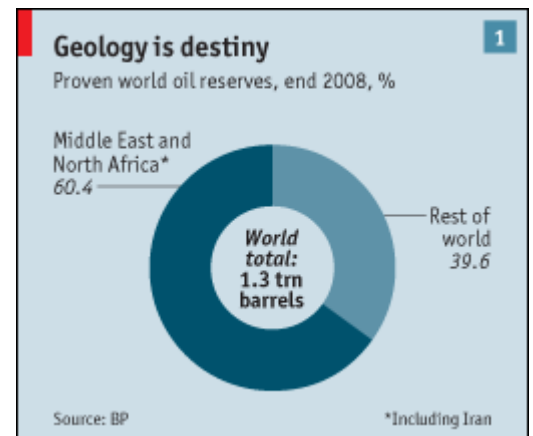 1
Geology is destiny
Proven world oil reserves, end 2008, %
Middle East and
North Africa*
60.4
Rest of
world
39.6
World
total:
1.3 trn
barrels
Source: BP
*Including Iran